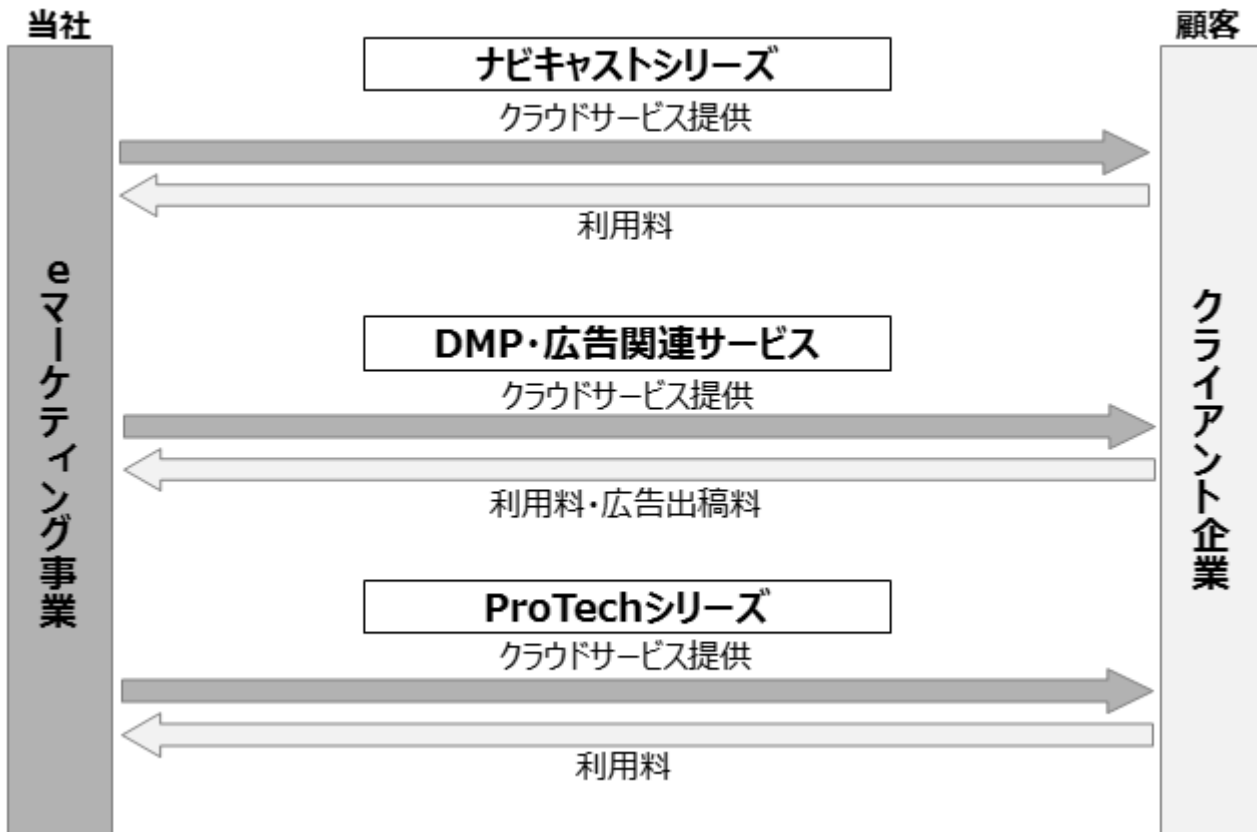 当社
顧客
ナビキャストシリーズ
クラウドサービス提供
利用料
eマーケティング事業
DMP・広告関連サービス
クラウドサービス提供
利用料・広告出稿料
クライアント企業
ProTechシリーズ
クラウドサービス提供
利用料